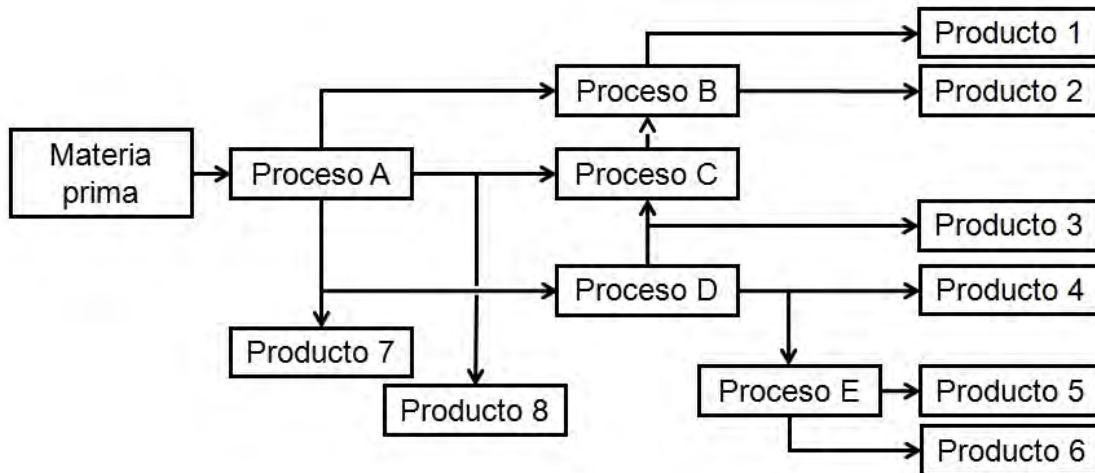 Producto 1
Proceso B
Producto 2
Materia
prima
Proceso A
Proceso C
Producto 3
Proceso D
Producto 4
Producto 7
Proceso E
Producto 5
Producto 8
Producto 6